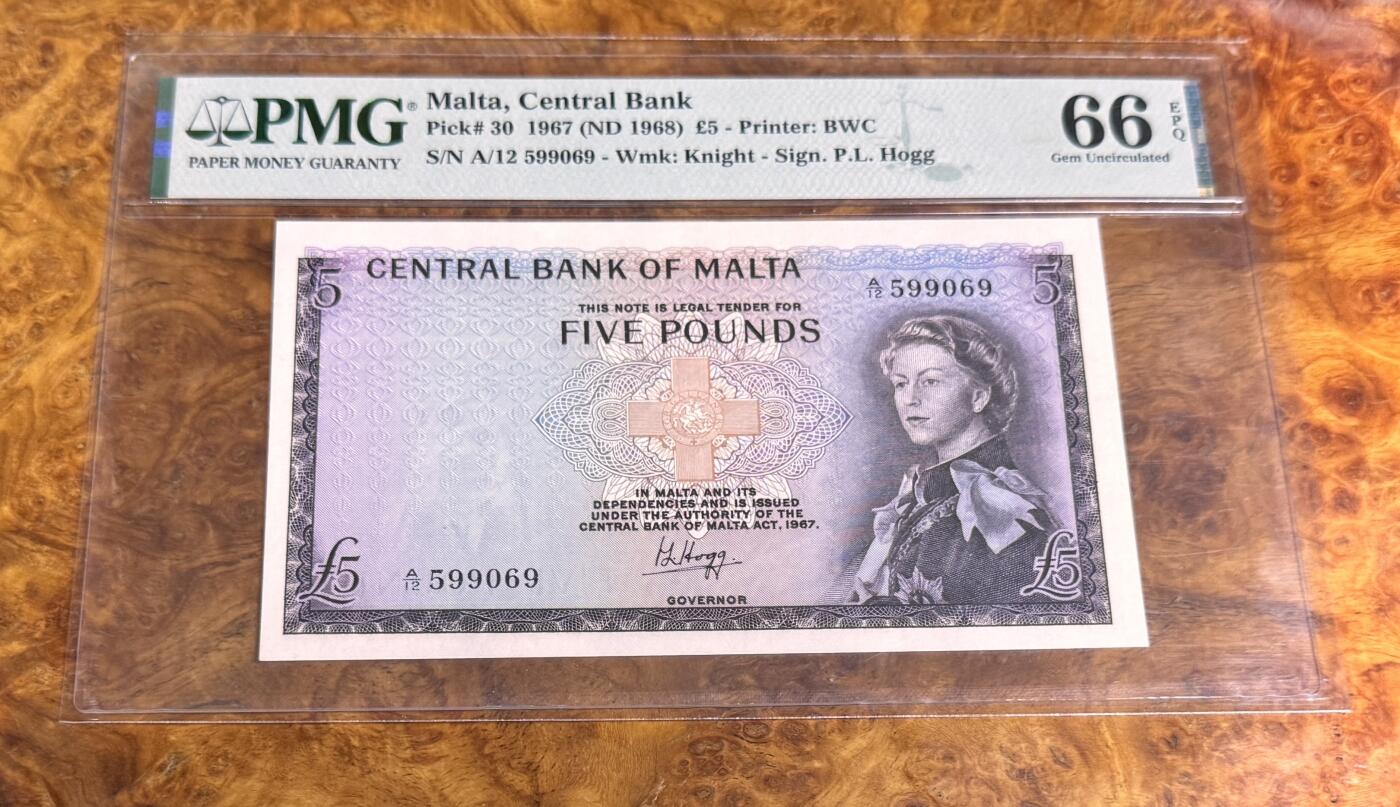 PMG®
PAPER MONEY GUARANTY
Malta, Central Bank
Pick# 30 1967 (ND 1968) £5 - Printer: BWC
S/N A/12 599069 - Wmk: Knight - Sign. P.L. Hogg
66 EPQ
Gem Uncirculated
5 CENTRAL BANK OF MALTA 5
A/12 599069
THIS NOTE IS LEGAL TENDER FOR
FIVE POUNDS
IN MALTA AND ITS
DEPENDENCIES AND IS ISSUED
UNDER THE AUTHORITY OF THE
CENTRAL BANK OF MALTA ACT, 1967.
P.L.Hogg.
£5 A/12 599069 £5
GOVERNOR